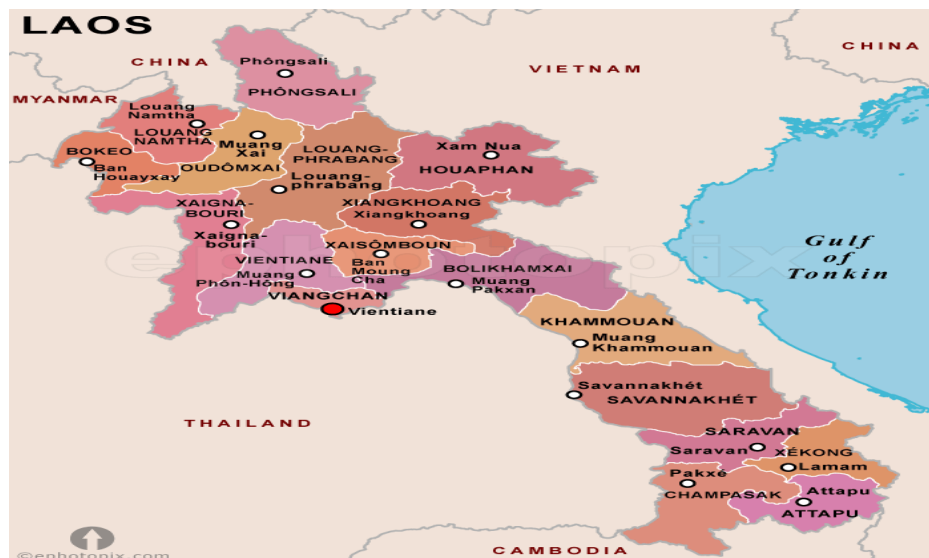 LAOS
CHINA
CHINA
VIETNAM
MYANMAR
Phôngsali
PHÔNGSALI
Louang
Namtha
LOUANG
NAMTHA
Muang
Xai
OUDÔMXAI
BOKEO
Ban
Houayxay
LOUANG-
PHRABANG
Louang-
phrabang
Xam Nua
HOUAPHAN
XAIGNA-
BOURI
Xaigna-
bouri
XIANGKHOANG
Xiangkhoang
XAISÔMBOUN
Ban
Moung
Cha
VIENTIANE
Muang
Phôn-Hông
BOLIKHAMXAI
Muang
Pakxan
VIANGCHAN
Vientiane
Gulf
of
Tonkin
ephotopix
KHAMMOUAN
Muang
Khammouan
Savannakhét
SAVANNAKHÉT
THAILAND
SARAVAN
Saravan
XÉKONG
Lamam
Pakxé
CHAMPASAK
Attapu
ATTAPU
CAMBODIA
©ephotopix.com